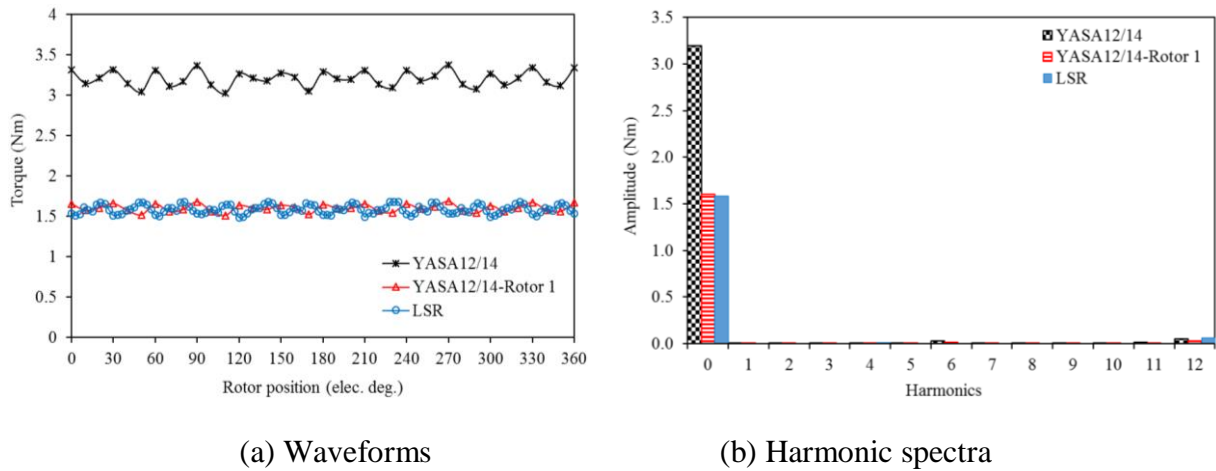 4
3.5
3
2.5
2
1.5
1
0.5
0
Torque (Nm)
YASA12/14
YASA12/14-Rotor 1
LSR
0 30 60 90 120 150 180 210 240 270 300 330 360
Rotor position (elec. deg.)
3.5
3.0
2.5
2.0
1.5
1.0
0.5
0.0
Amplitude (Nm)
YASA12/14
YASA12/14-Rotor 1
LSR
0 1 2 3 4 5 6 7 8 9 10 11 12
Harmonics
(a) Waveforms
(b) Harmonic spectra